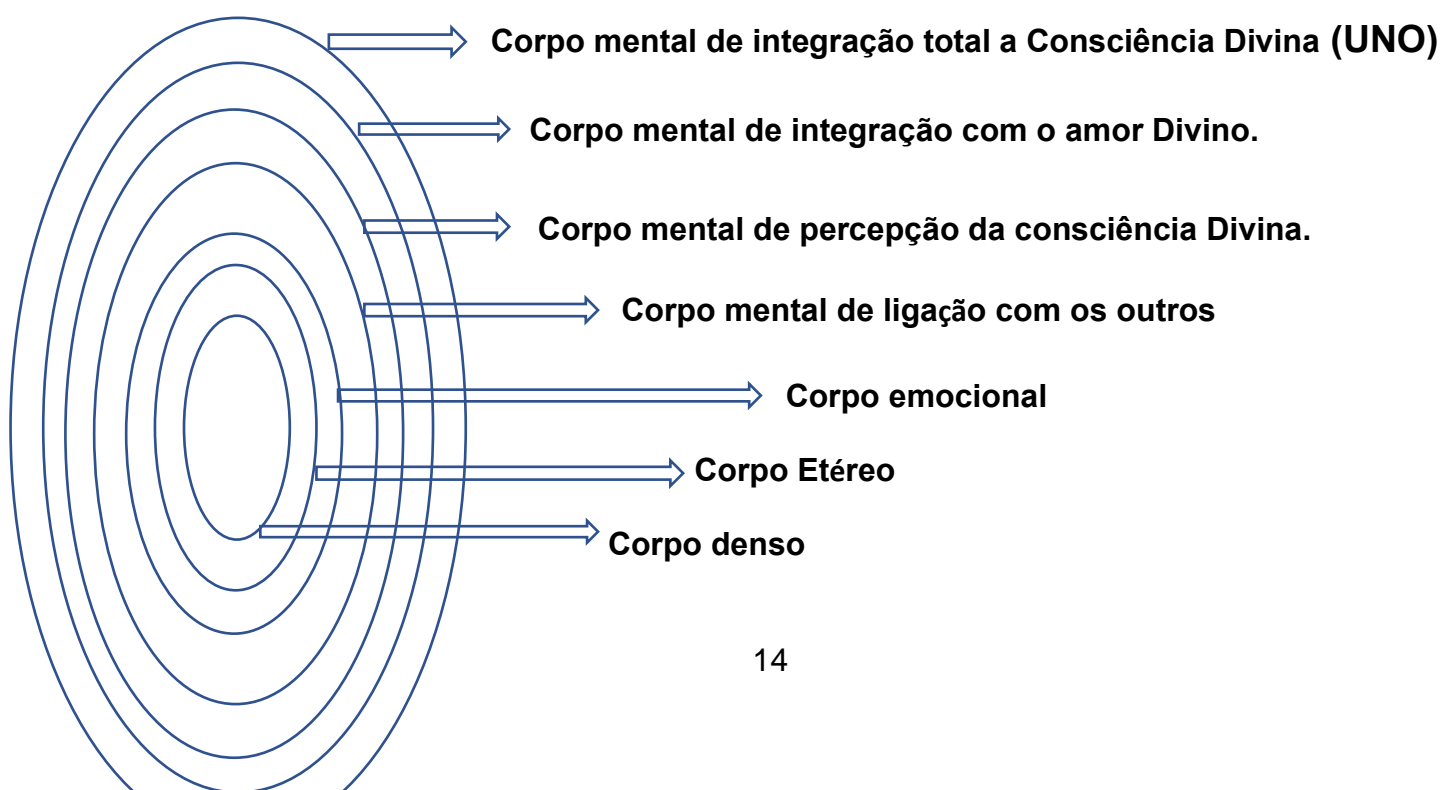 Corpo mental de integração total a Consciência Divina (UNO)
Corpo mental de integração com o amor Divino.
Corpo mental de percepção da consciência Divina.
Corpo mental de ligação com os outros
Corpo emocional
Corpo Etéreo
Corpo denso
14